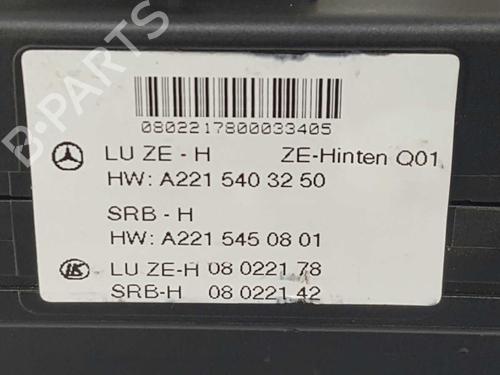 B-PARTS
0802217800033405
LU ZE - H ZE-Hinten Q01
HW: A221 540 32 50
SRB - H
HW: A221 545 08 01
LK LU ZE-H 08 0221 78
SRB-H 08 0221 42